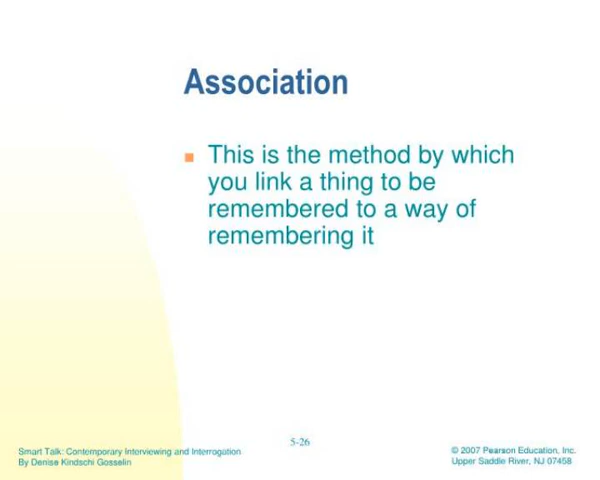 Association
This is the method by which
you link a thing to be
remembered to a way of
remembering it
5-26
Smart Talk: Contemporary Interviewing and Interrogation
By Denise Kindschi Gosselin
© 2007 Pearson Education, Inc.
Upper Saddle River, NJ 07458